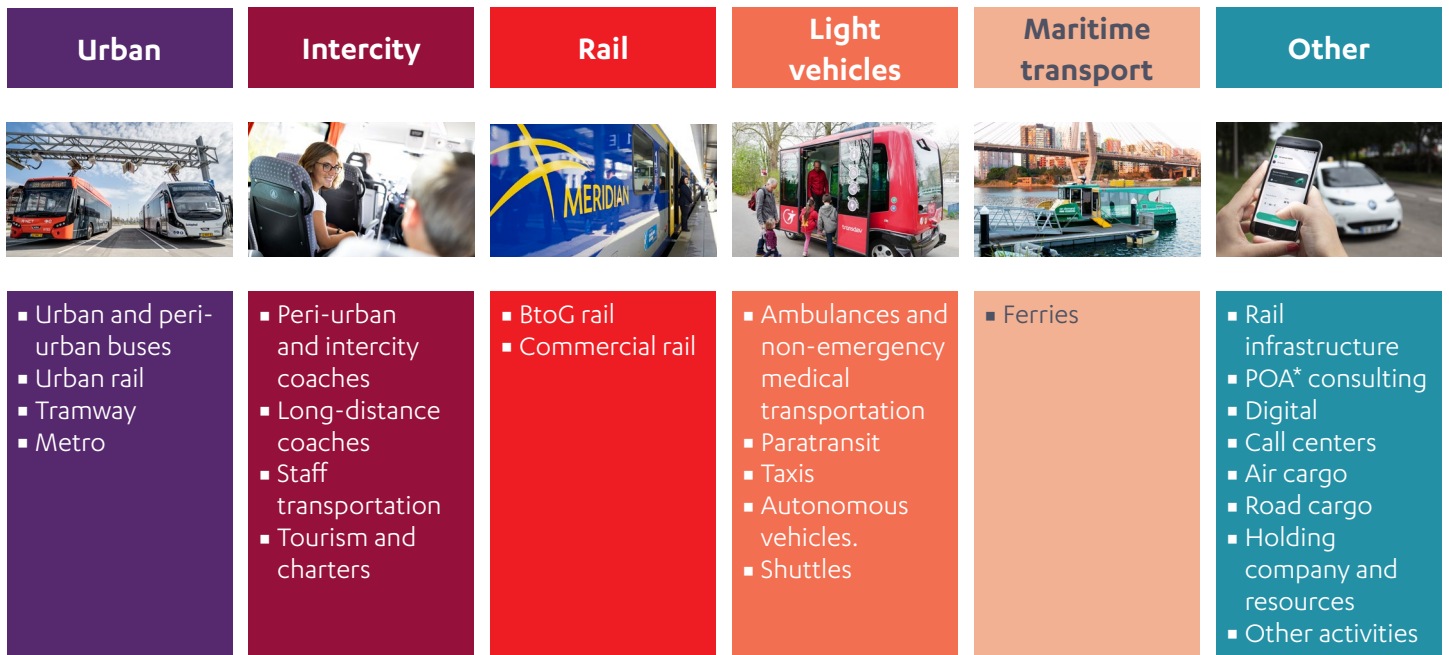 Urban
Intercity
Rail
Light
vehicles
Maritime
transport
Other
MERIDIAN
transdev
▪ Urban and peri-
urban buses
▪ Urban rail
▪ Tramway
▪ Metro
▪ Peri-urban
and intercity
coaches
▪ Long-distance
coaches
▪ Staff
transportation
▪ Tourism and
charters
▪ BtoG rail
▪ Commercial rail
▪ Ambulances and
non-emergency
medical
transportation
▪ Paratransit
▪ Taxis
▪ Autonomous
vehicles.
▪ Shuttles
▪ Ferries
▪ Rail
infrastructure
▪ POA* consulting
▪ Digital
▪ Call centers
▪ Air cargo
▪ Road cargo
▪ Holding
company and
resources
▪ Other activities